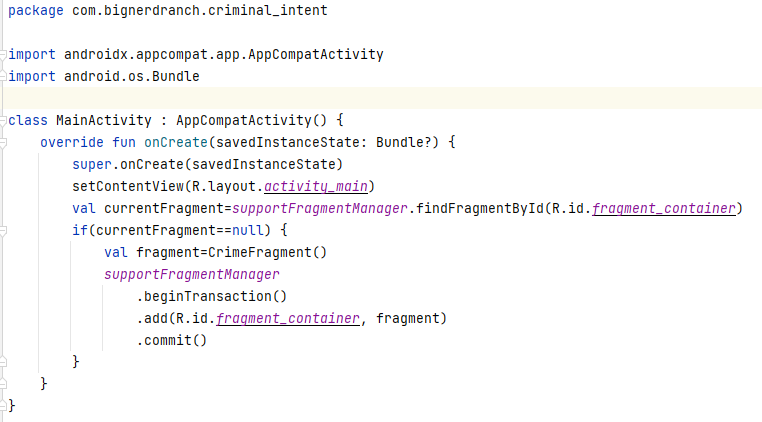 package com.bignerdranch.criminal_intent
import androidx.appcompat.app.AppCompatActivity
import android.os.Bundle
class MainActivity : AppCompatActivity() {
    override fun onCreate(savedInstanceState: Bundle?) {
        super.onCreate(savedInstanceState)
        setContentView(R.layout.activity_main)
        val currentFragment=supportFragmentManager.findFragmentById(R.id.fragment_container)
        if(currentFragment==null) {
            val fragment=CrimeFragment()
            supportFragmentManager
                .beginTransaction()
                .add(R.id.fragment_container, fragment)
                .commit()
        }
    }
}